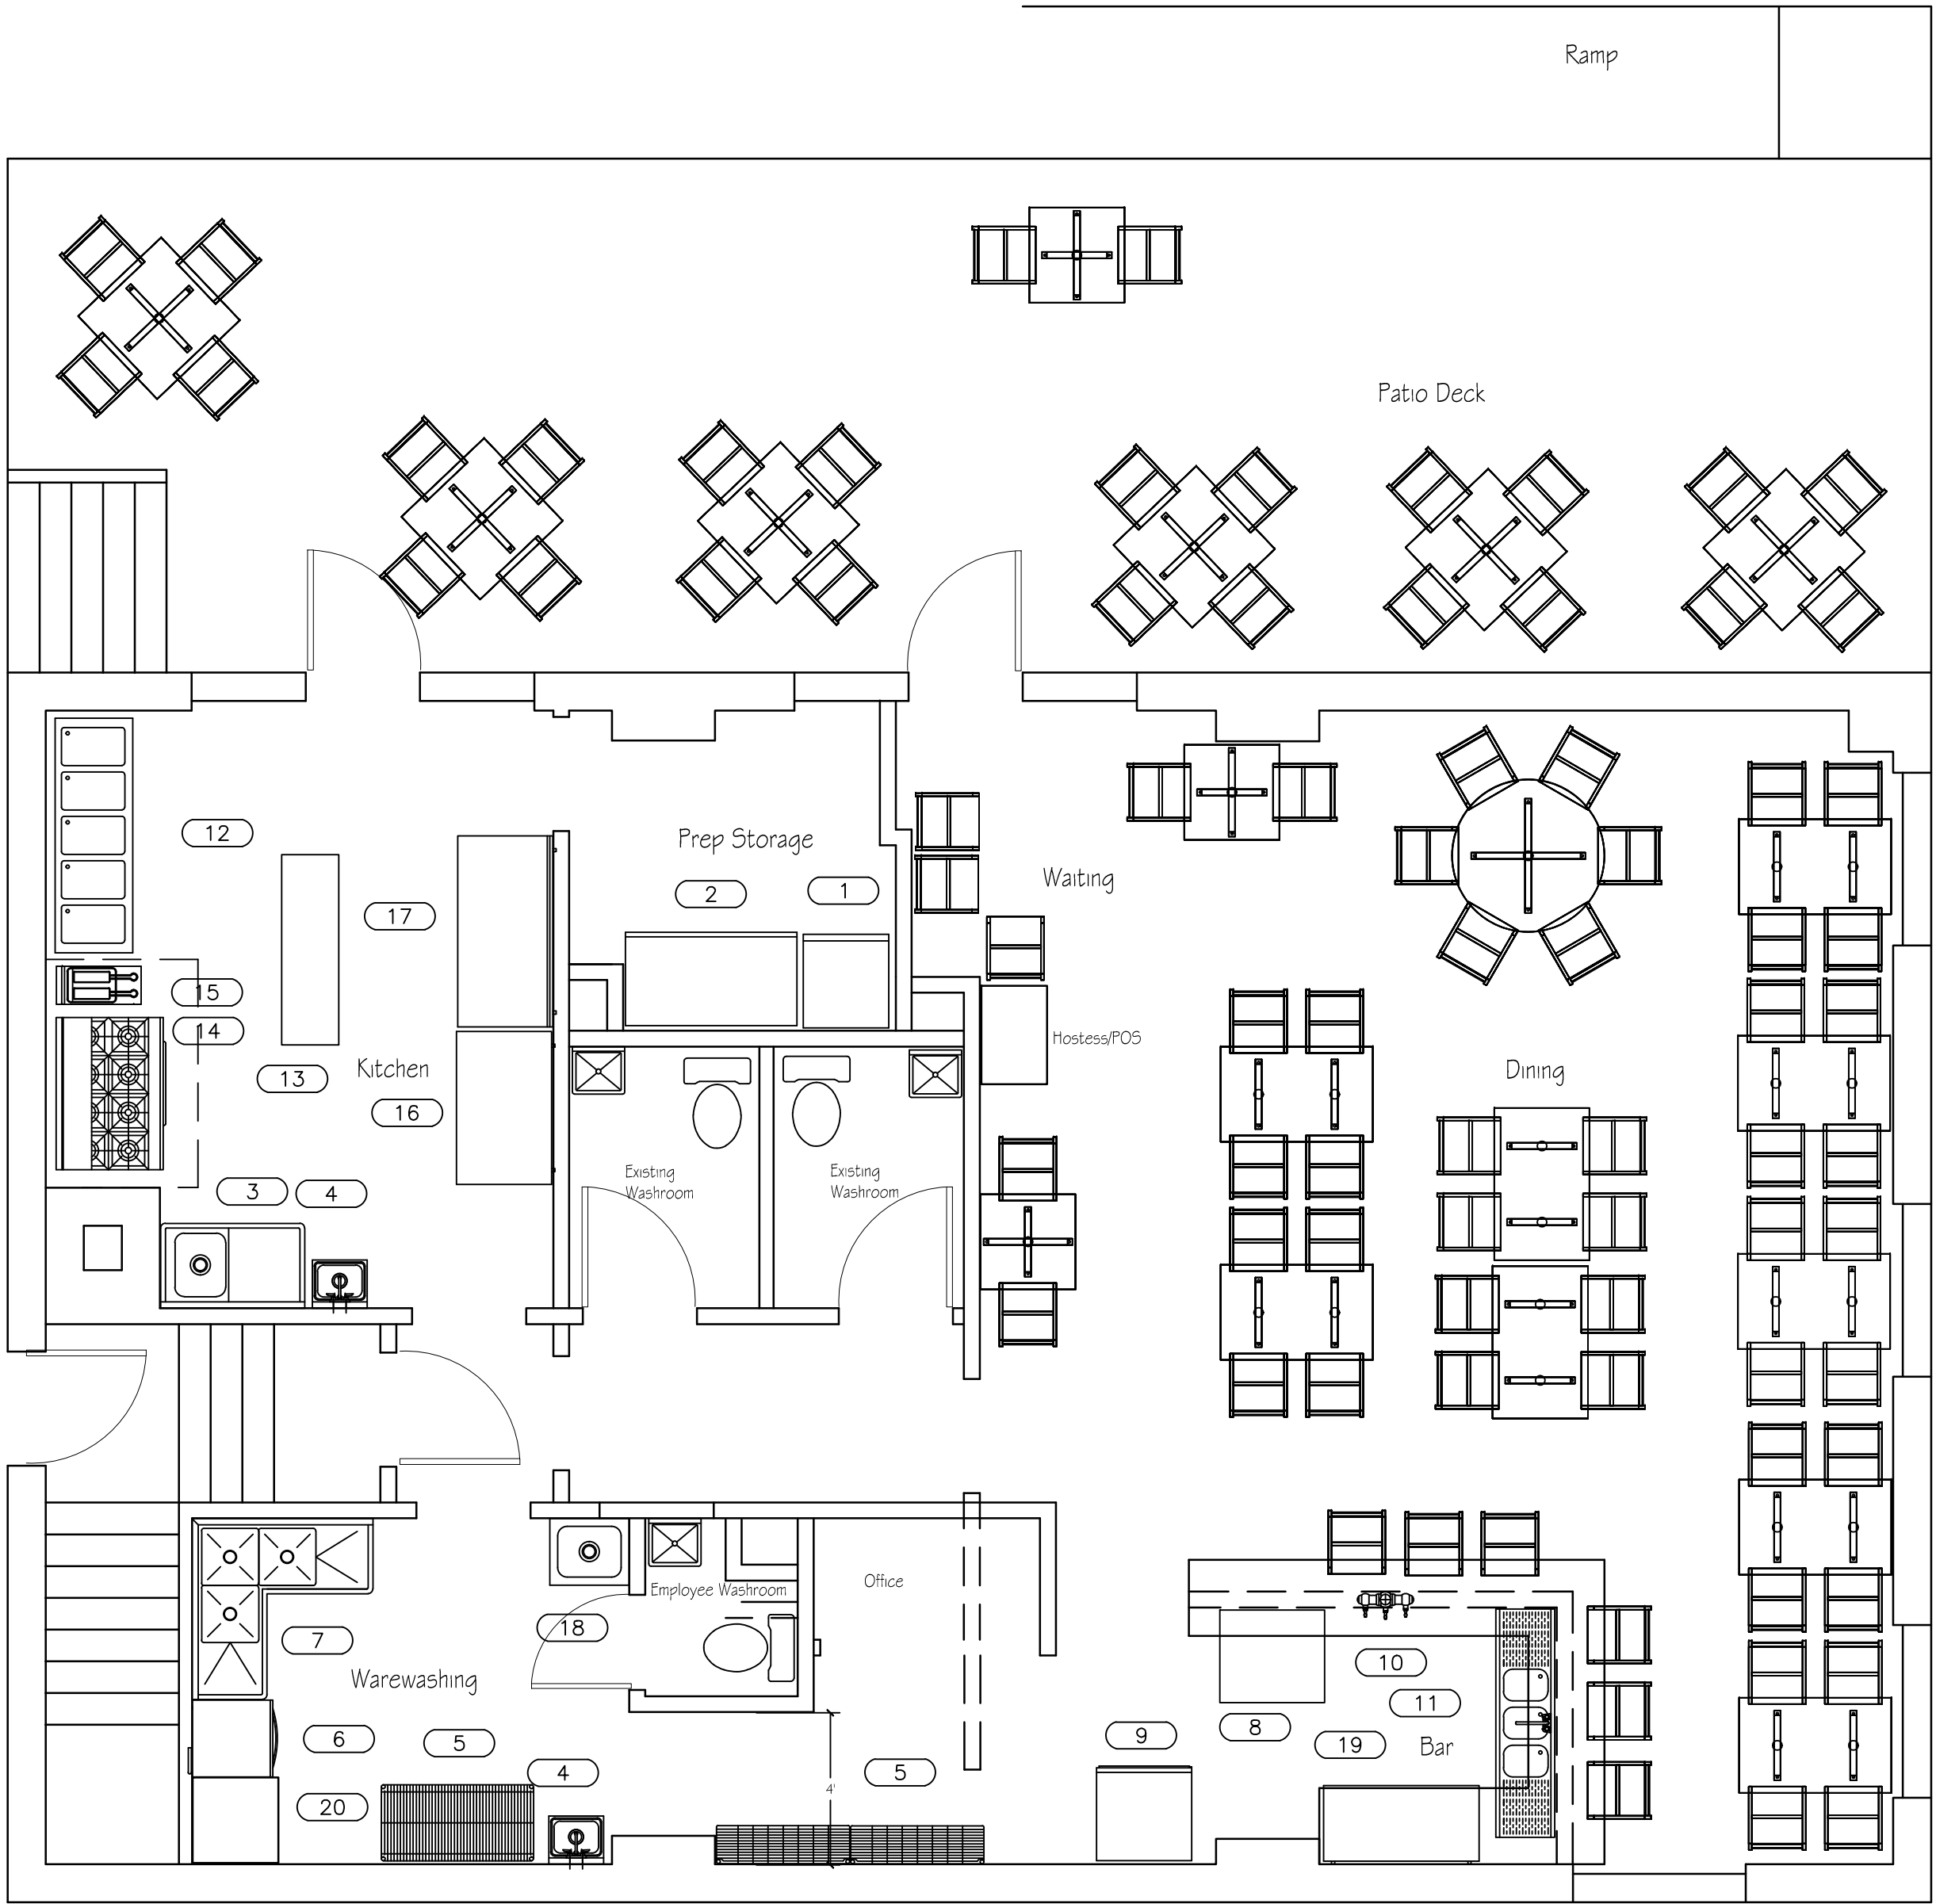 Ramp
Patio Deck
12
Prep Storage
2
1
Waiting
17
15
14
Hostess/POS
13
Kitchen
Dining
16
3
4
Existing
Washroom
Existing
Washroom
Office
Employee Washroom
18
7
Warewashing
10
11
8
9
6
5
19
Bar
4
5
4'
20